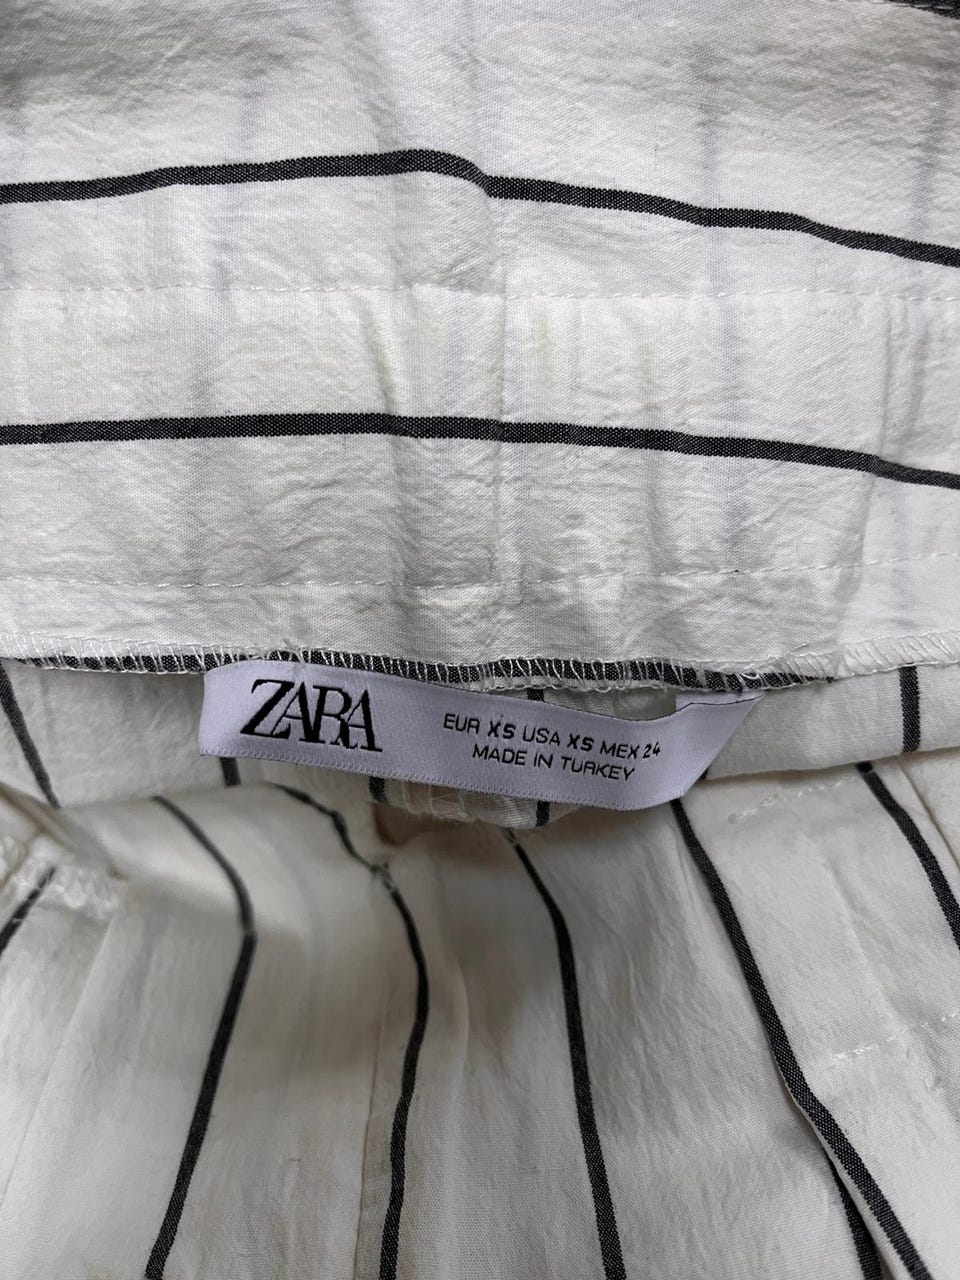 ZARA
EUR XS USA XS MEX 24
MADE IN TURKEY